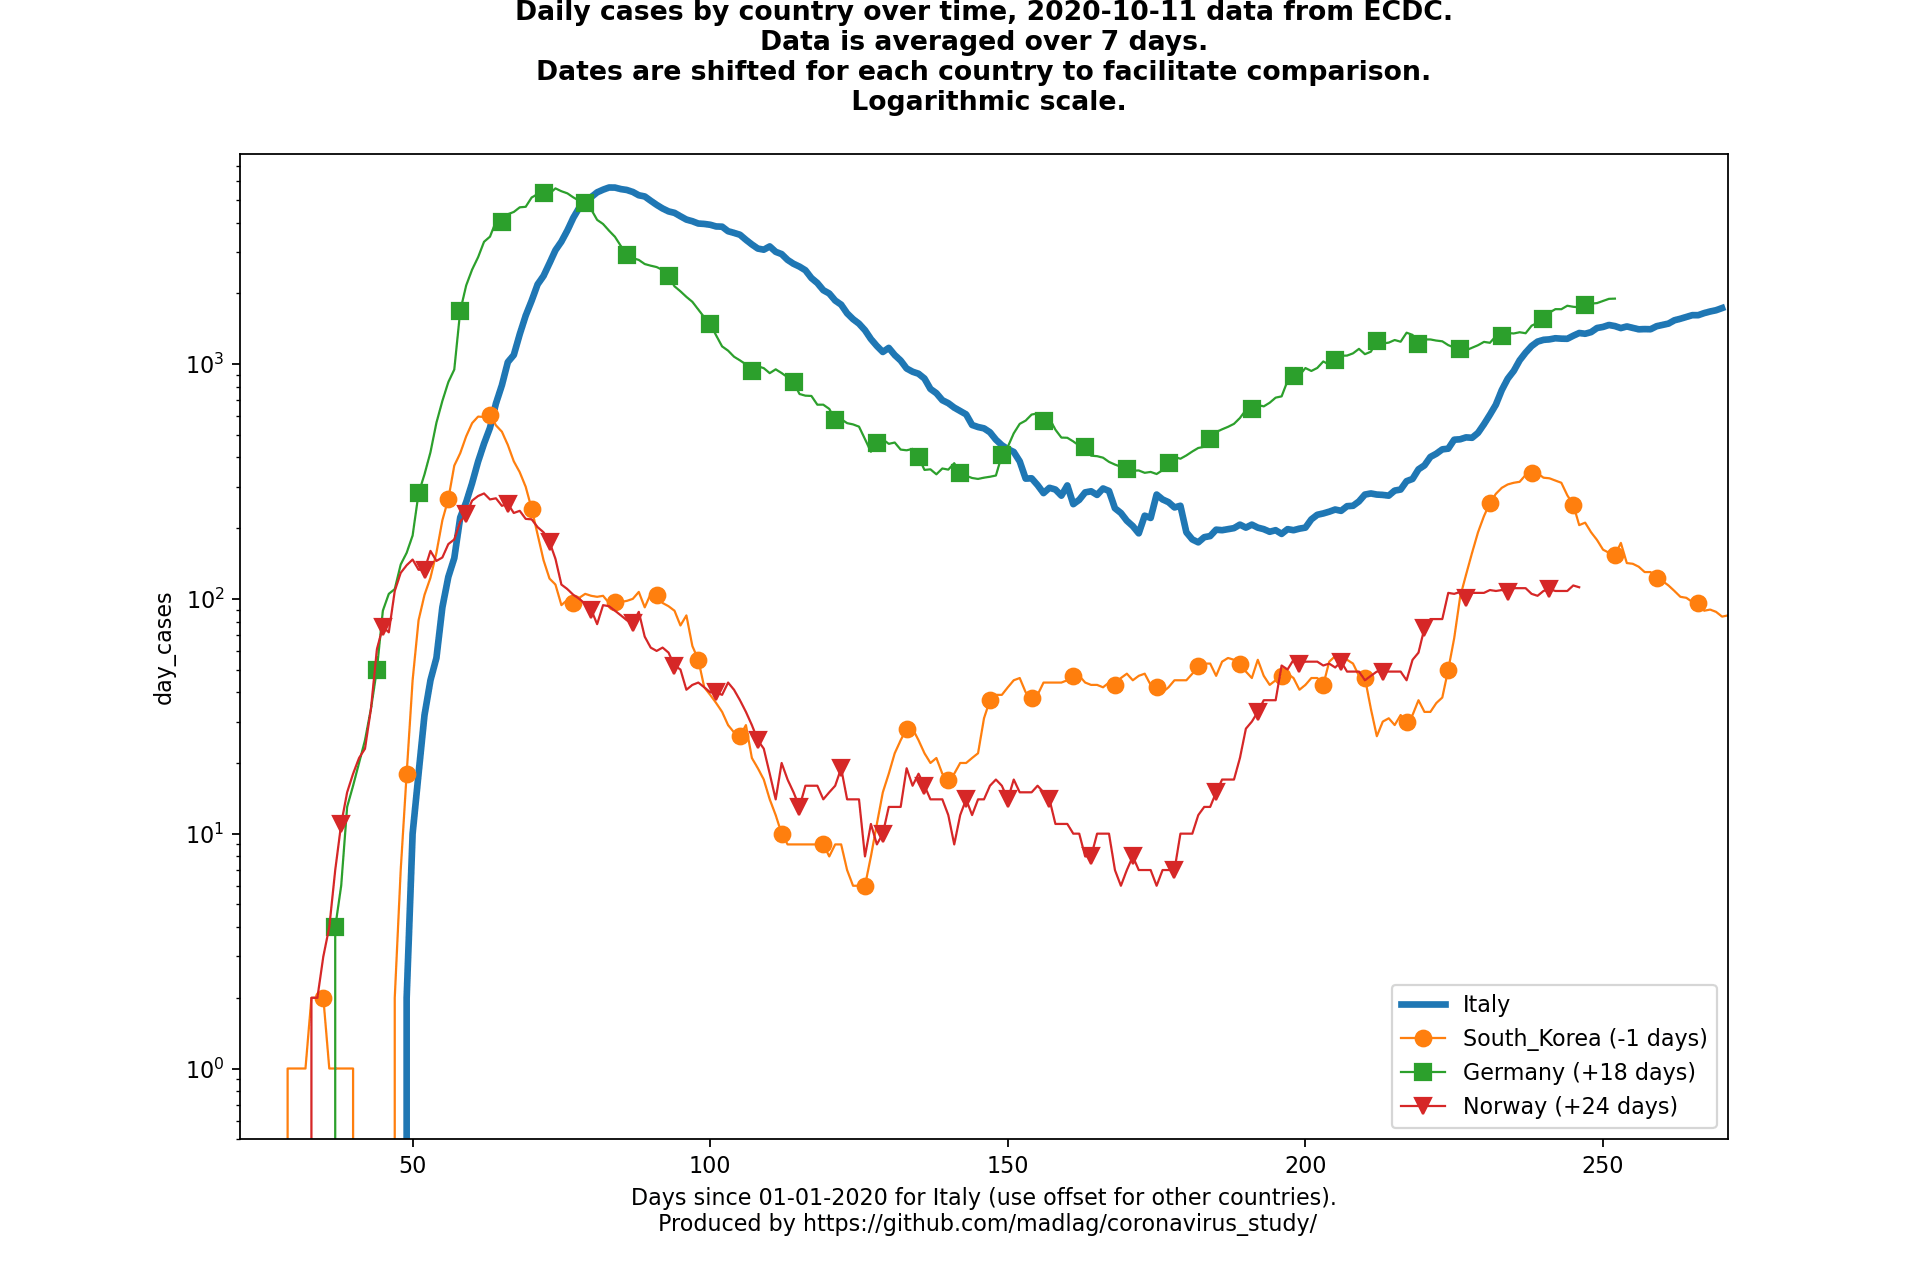 Daily cases by country over time, 2020-10-11 data from ECDC.
Data is averaged over 7 days.
Dates are shifted for each country to facilitate comparison.
Logarithmic scale.
10³
10²
10¹
10⁰
day_cases
50 100 150 200 250
Days since 01-01-2020 for Italy (use offset for other countries).
Produced by https://github.com/madlag/coronavirus_study/
Italy
South_Korea (-1 days)
Germany (+18 days)
Norway (+24 days)